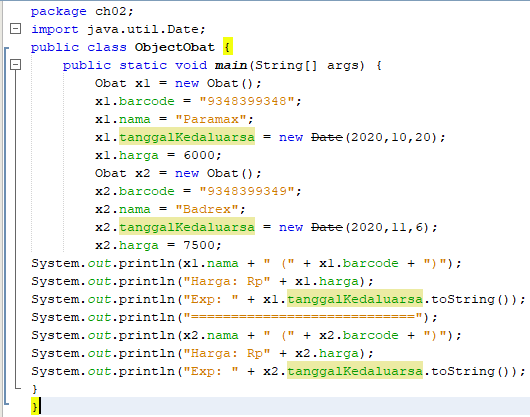 package ch02;
import java.util.Date;
public class ObjectObat {
    public static void main(String[] args) {
        Obat x1 = new Obat();
        x1.barcode = "9348399348";
        x1.nama = "Paramax";
        x1.tanggalKedaluarsa = new Date(2020,10,20);
        x1.harga = 6000;
        Obat x2 = new Obat();
        x2.barcode = "9348399349";
        x2.nama = "Badrex";
        x2.tanggalKedaluarsa = new Date(2020,11,6);
        x2.harga = 7500;
System.out.println(x1.nama + " (" + x1.barcode + ")");
System.out.println("Harga: Rp" + x1.harga);
System.out.println("Exp: " + x1.tanggalKedaluarsa.toString());
System.out.println("============================");
System.out.println(x2.nama + " (" + x2.barcode + ")");
System.out.println("Harga: Rp" + x2.harga);
System.out.println("Exp: " + x2.tanggalKedaluarsa.toString());
}
}